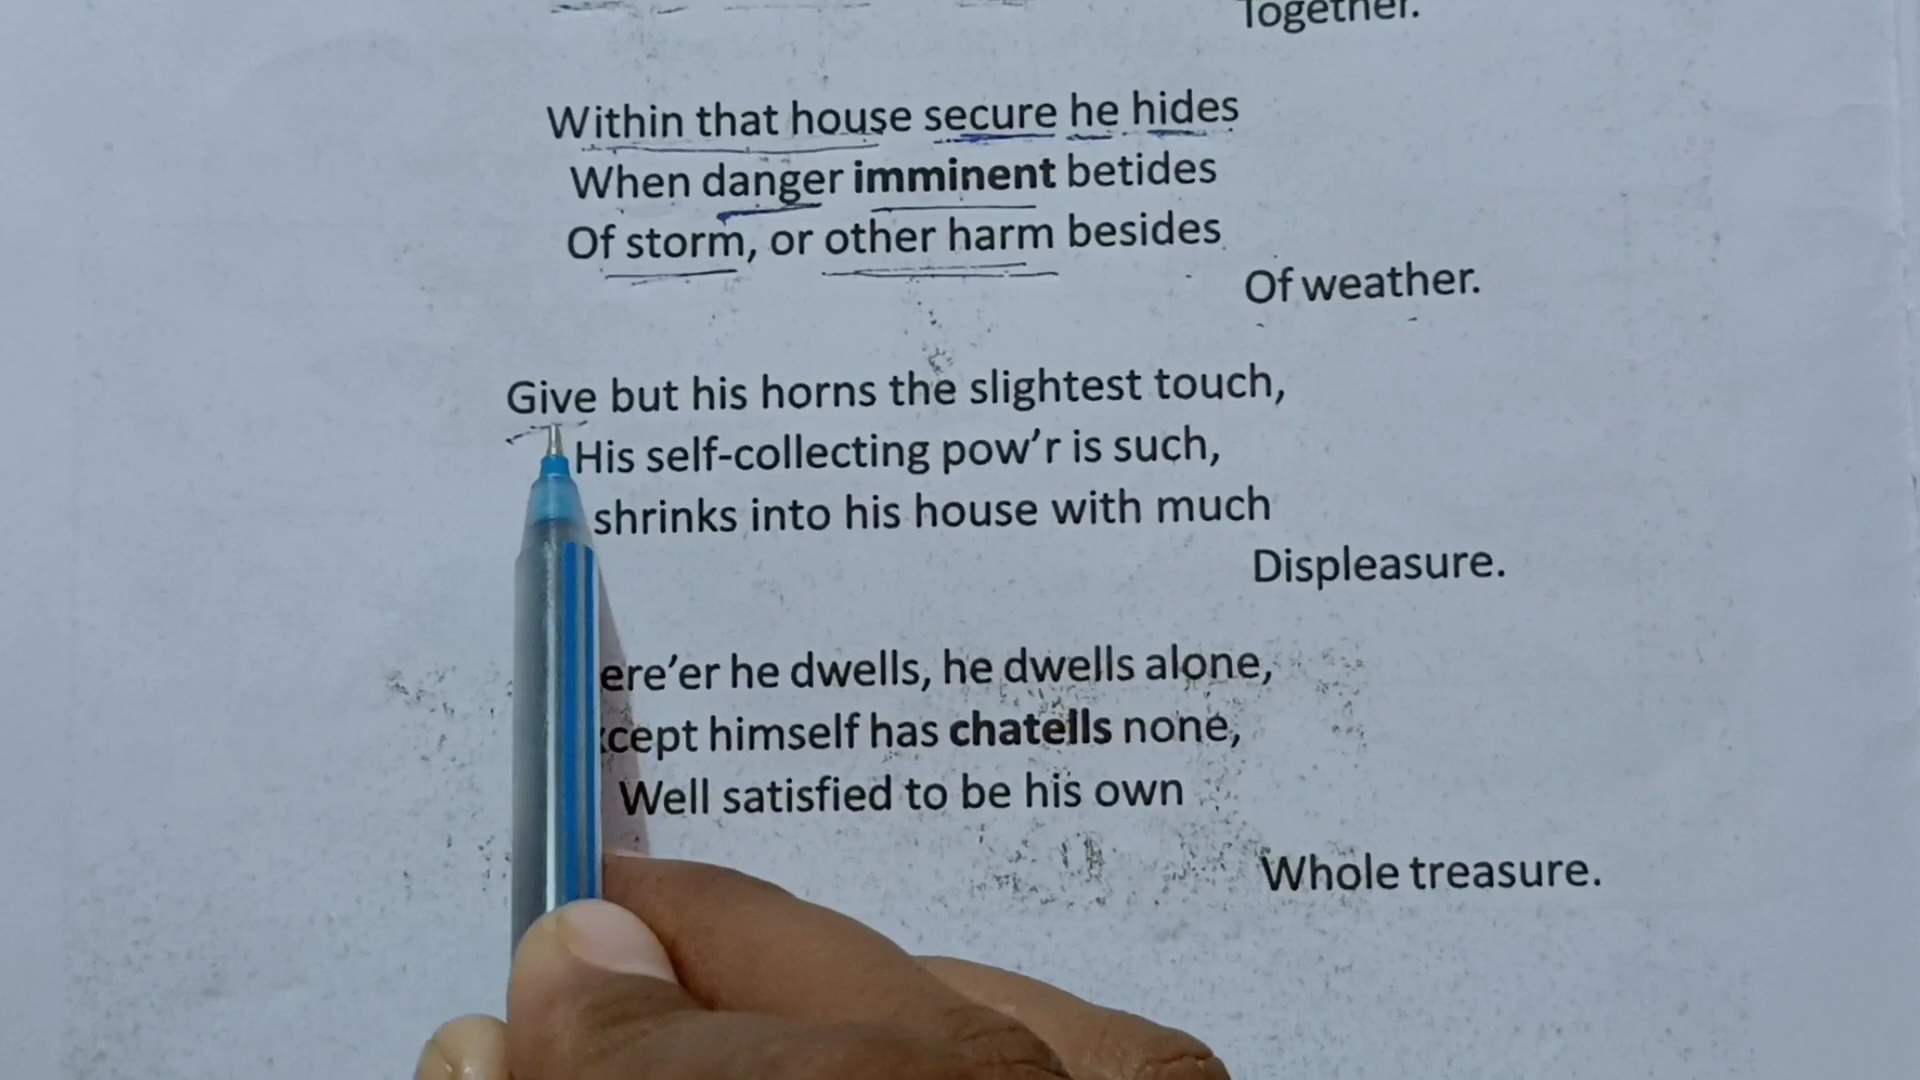 Together.
Within that house secure he hides
When danger imminent betides
Of storm, or other harm besides
Of weather.
Give but his horns the slightest touch,
His self-collecting pow’r is such,
shrinks into his house with much
Displeasure.
ere’er he dwells, he dwells alone,
cept himself has chatells none,
Well satisfied to be his own
Whole treasure.